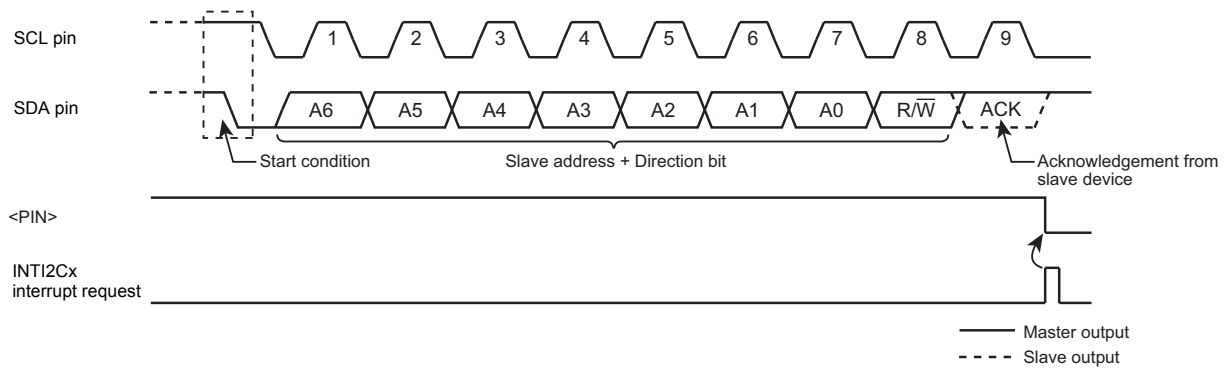 SCL pin
1 2 3 4 5 6 7 8 9
SDA pin
A6 A5 A4 A3 A2 A1 A0 R/W̅ ACK
Start condition
Slave address + Direction bit
Acknowledgement from
slave device
<PIN>
INTI2Cx
interrupt request
Master output
Slave output